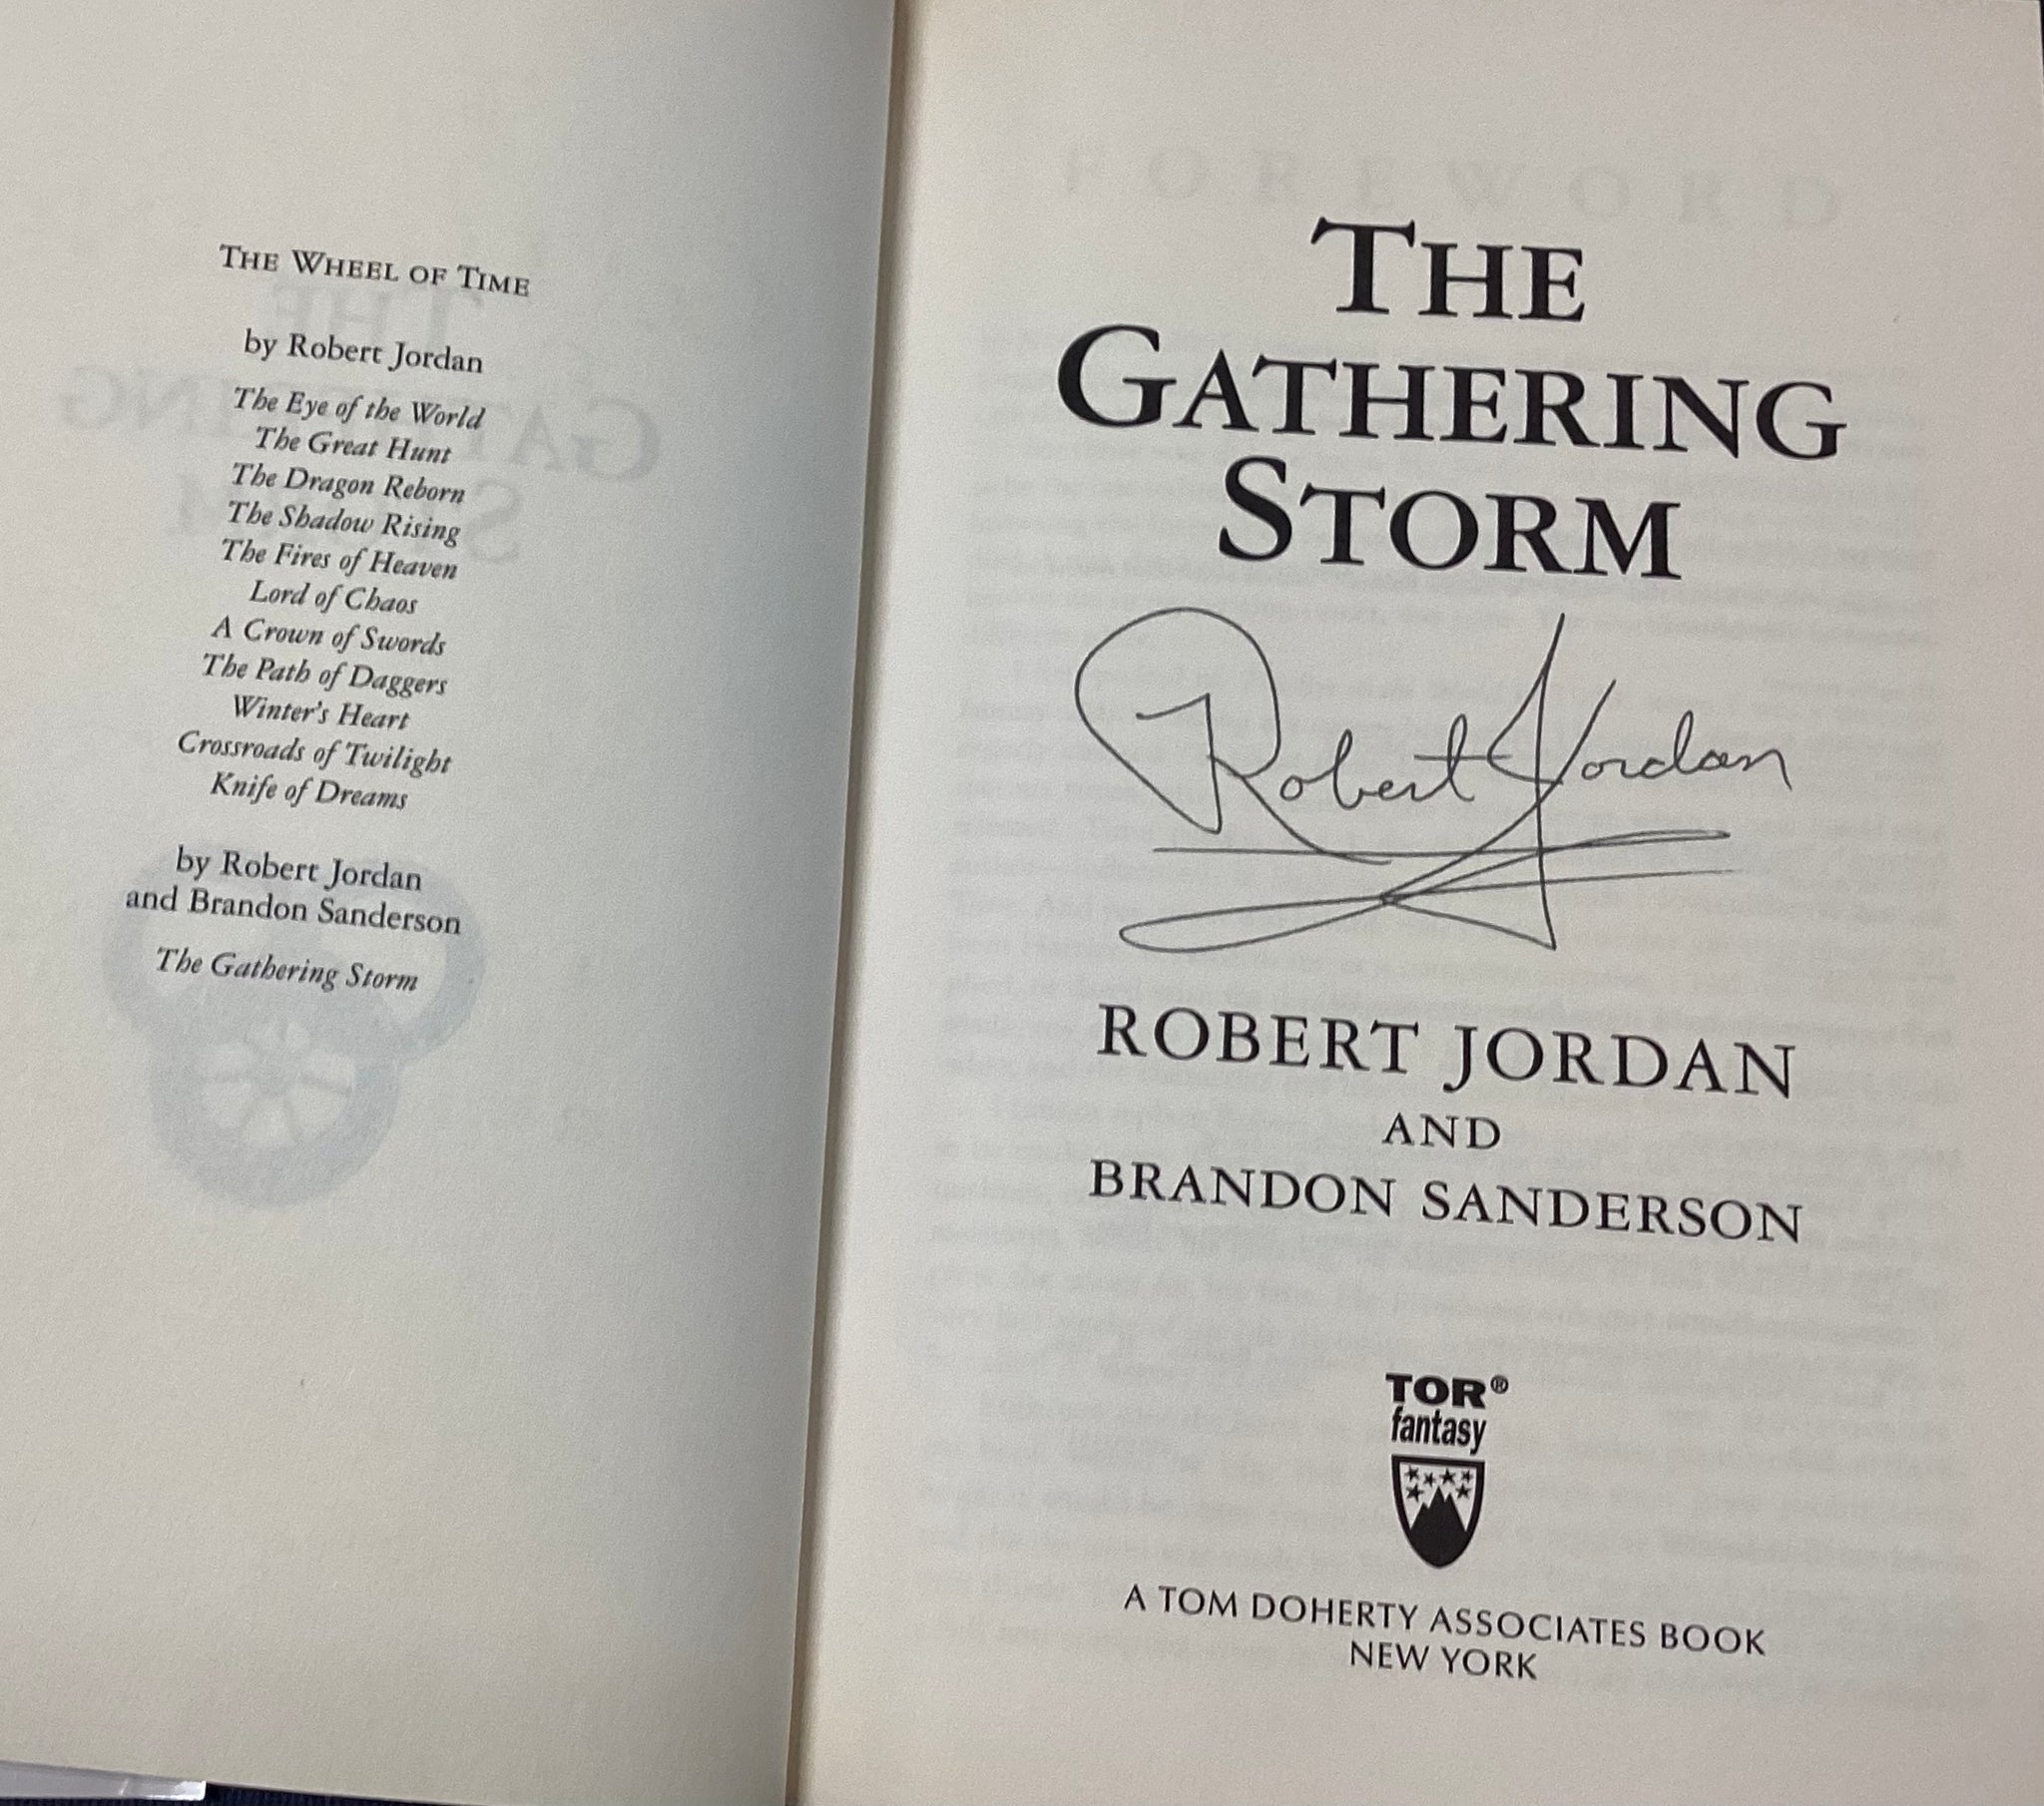 THE WHEEL OF TIME
by Robert Jordan
The Eye of the World
The Great Hunt
The Dragon Reborn
The Shadow Rising
The Fires of Heaven
Lord of Chaos
A Crown of Swords
The Path of Daggers
Winter's Heart
Crossroads of Twilight
Knife of Dreams
by Robert Jordan
and Brandon Sanderson
The Gathering Storm
FOREWORD
THE
GATHERING
STORM
Robert Jordan
ROBERT JORDAN
AND
BRANDON SANDERSON
TOR®
fantasy
A TOM DOHERTY ASSOCIATES BOOK
NEW YORK